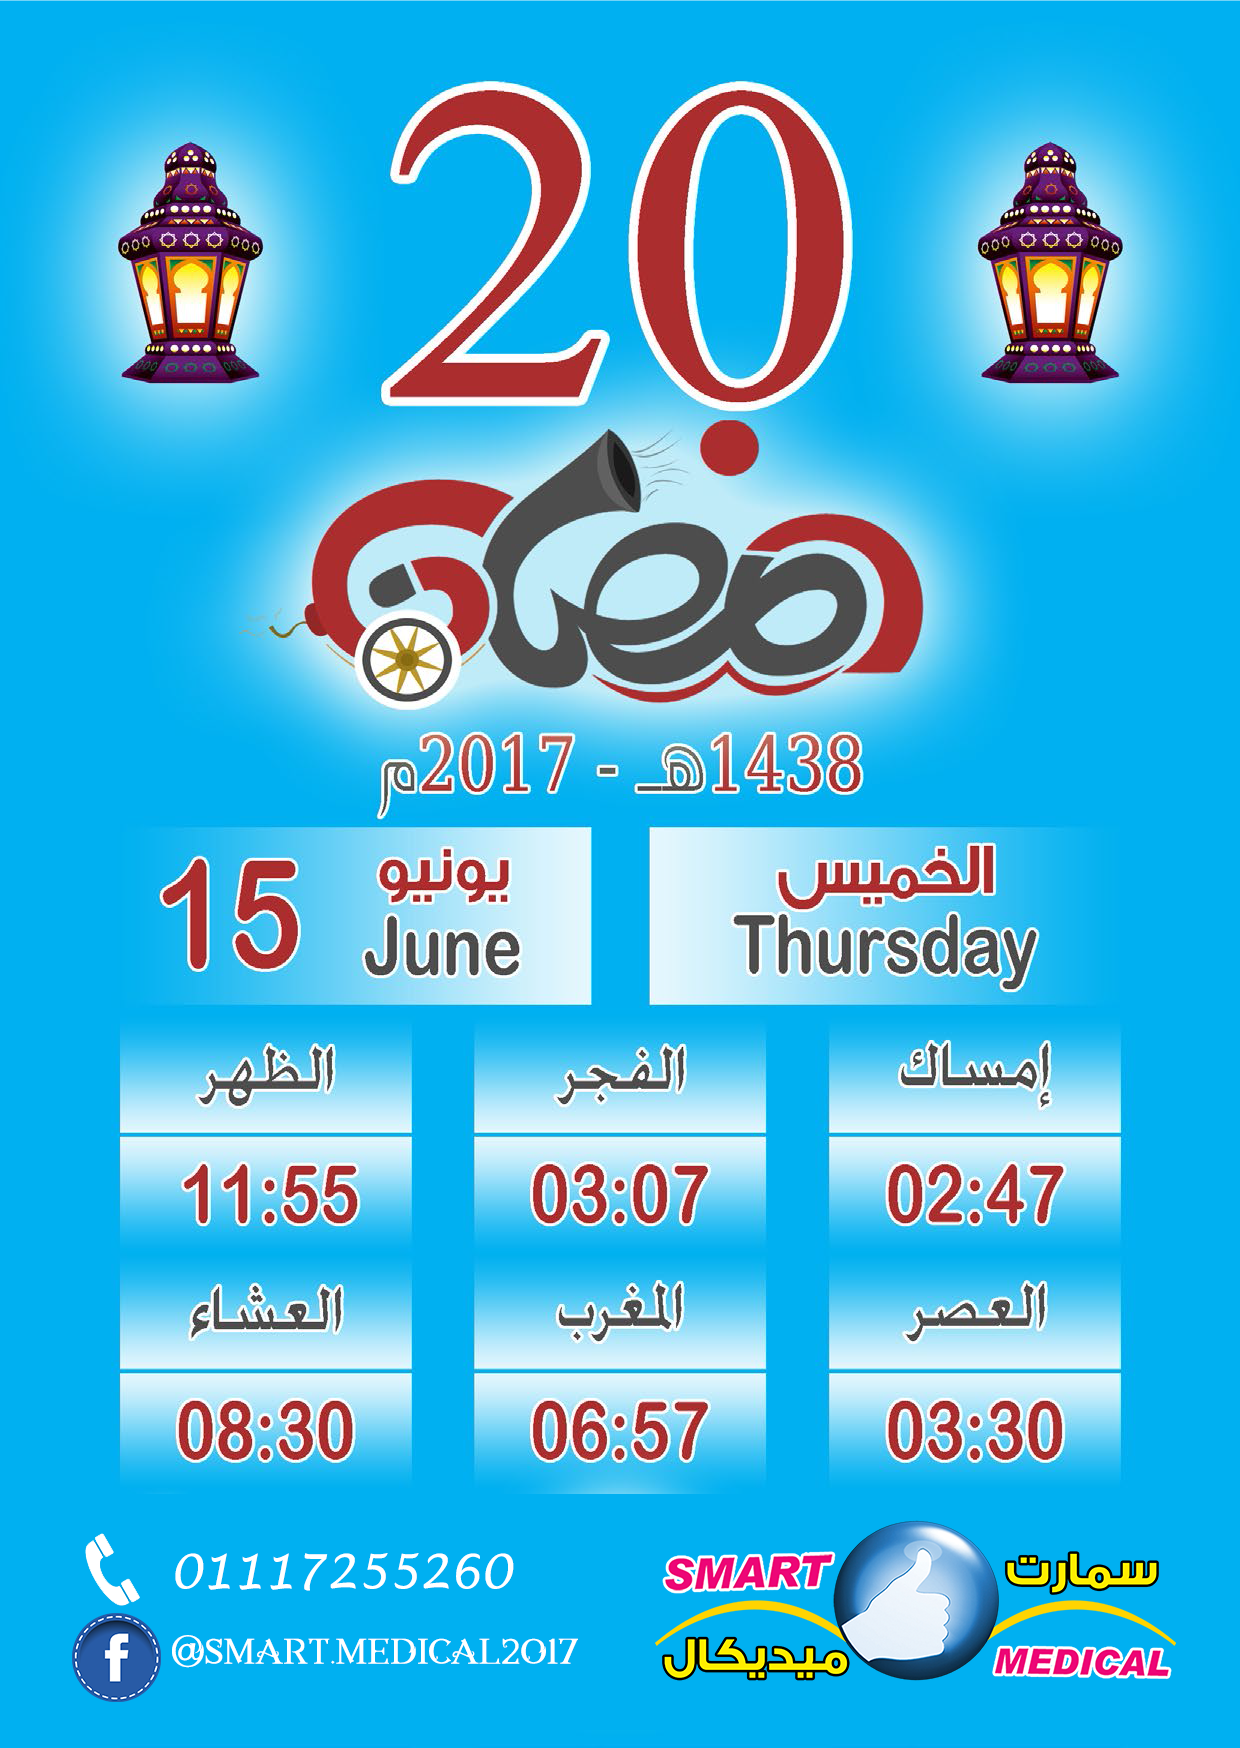 20
رمضان
1438هـ - 2017م
الخميس
Thursday
15 يونيو
June
إمساك الفجر الظهر
02:47 03:07 11:55
العصر المغرب العشاء
03:30 06:57 08:30
01117255260
@SMART.MEDICAL2017
SMART سمارت
ميديكال MEDICAL